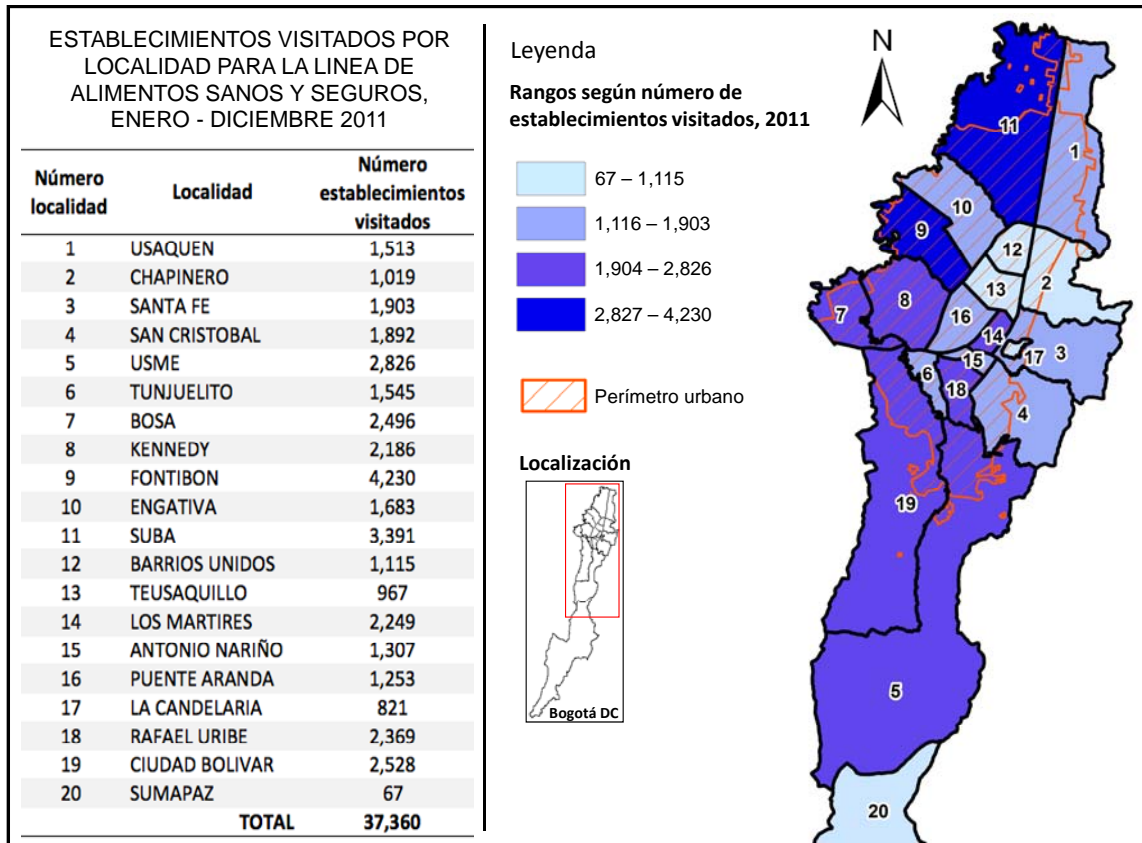 ESTABLECIMIENTOS VISITADOS POR
LOCALIDAD PARA LA LINEA DE
ALIMENTOS SANOS Y SEGUROS,
ENERO - DICIEMBRE 2011
Número localidad Localidad Número establecimientos visitados
1 USAQUEN 1,513
2 CHAPINERO 1,019
3 SANTA FE 1,903
4 SAN CRISTOBAL 1,892
5 USME 2,826
6 TUNJUELITO 1,545
7 BOSA 2,496
8 KENNEDY 2,186
9 FONTIBON 4,230
10 ENGATIVA 1,683
11 SUBA 3,391
12 BARRIOS UNIDOS 1,115
13 TEUSAQUILLO 967
14 LOS MARTIRES 2,249
15 ANTONIO NARIÑO 1,307
16 PUENTE ARANDA 1,253
17 LA CANDELARIA 821
18 RAFAEL URIBE 2,369
19 CIUDAD BOLIVAR 2,528
20 SUMAPAZ 67
TOTAL 37,360
Leyenda
Rangos según número de
establecimientos visitados, 2011
67 – 1,115
1,116 – 1,903
1,904 – 2,826
2,827 – 4,230
Perímetro urbano
Localización
Bogotá DC
N
11
1
10
9
12
2
13
8
7
16
14
17
3
15
6
18
4
19
5
20